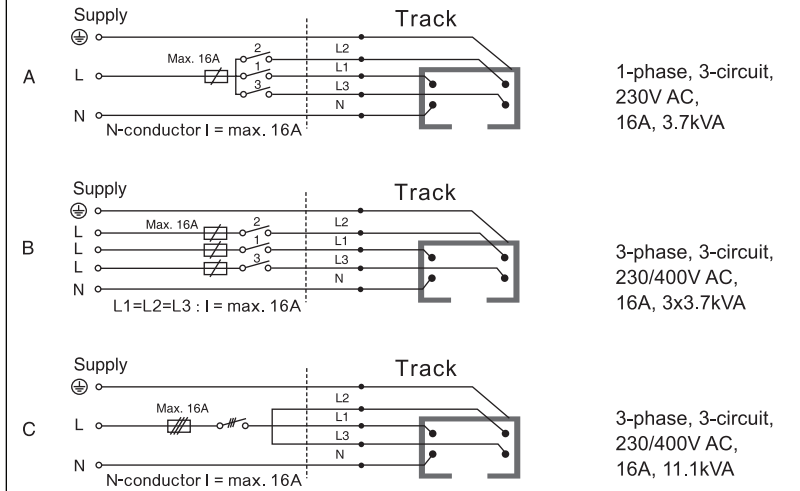 Supply
Track
A
L
N
Max. 16A
2
1
3
L2
L1
L3
N
N-conductor I = max. 16A
1-phase, 3-circuit,
230V AC,
16A, 3.7kVA
Supply
Track
B
L
L
L
N
Max. 16A
2
1
3
L2
L1
L3
N
L1=L2=L3 : I = max. 16A
3-phase, 3-circuit,
230/400V AC,
16A, 3x3.7kVA
Supply
Track
C
L
N
Max. 16A
L2
L1
L3
N
N-conductor I = max. 16A
3-phase, 3-circuit,
230/400V AC,
16A, 11.1kVA